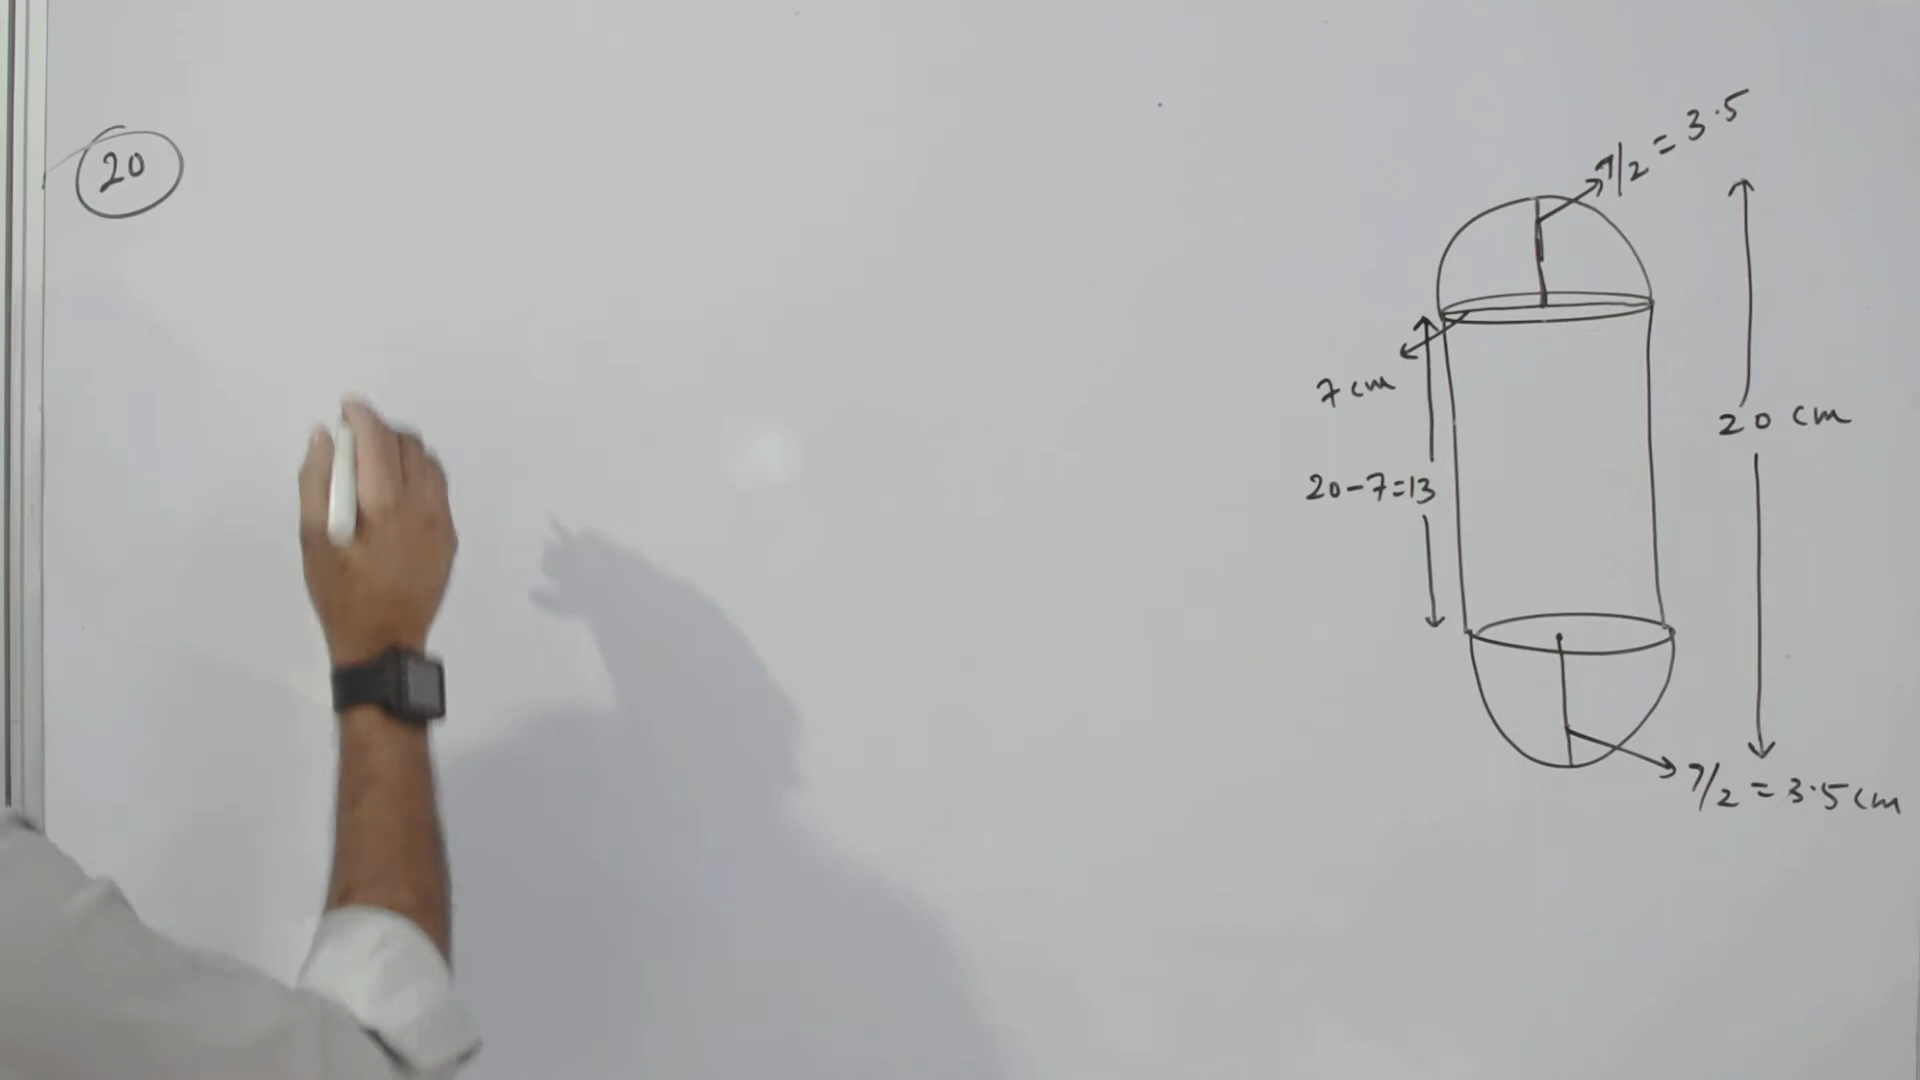 20
7/2 = 3.5
7 cm
20 cm
20-7=13
7/2 = 3.5 cm